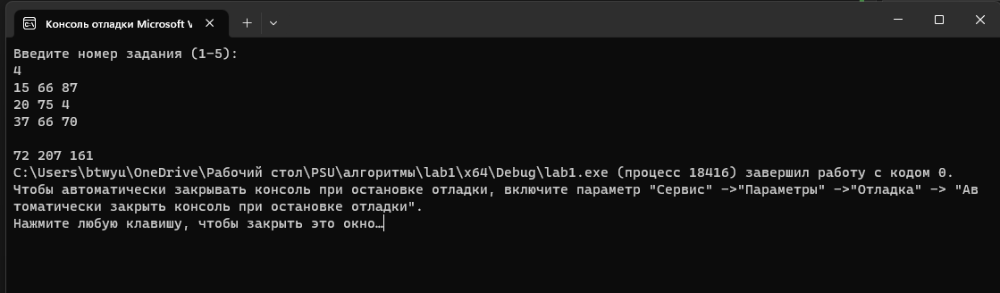 Консоль отладки Microsoft V
Введите номер задания (1-5):
4
15 66 87
20 75 4
37 66 70
72 207 161
C:\Users\btwyu\OneDrive\Рабочий стол\PSU\алгоритмы\lab1\x64\Debug\lab1.exe (процесс 18416) завершил работу с кодом 0.
Чтобы автоматически закрывать консоль при остановке отладки, включите параметр "Сервис" ->"Параметры" ->"Отладка" -> "Ав
томатически закрыть консоль при остановке отладки".
Нажмите любую клавишу, чтобы закрыть это окно…